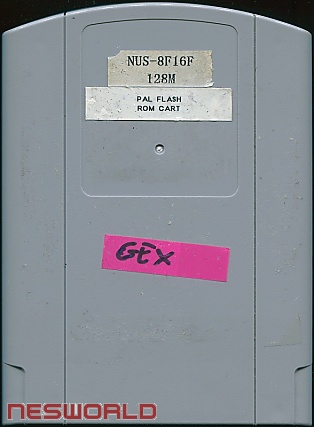 NUS-8F16F
128M
PAL FLASH
ROM CART
GEX
NESWORLD